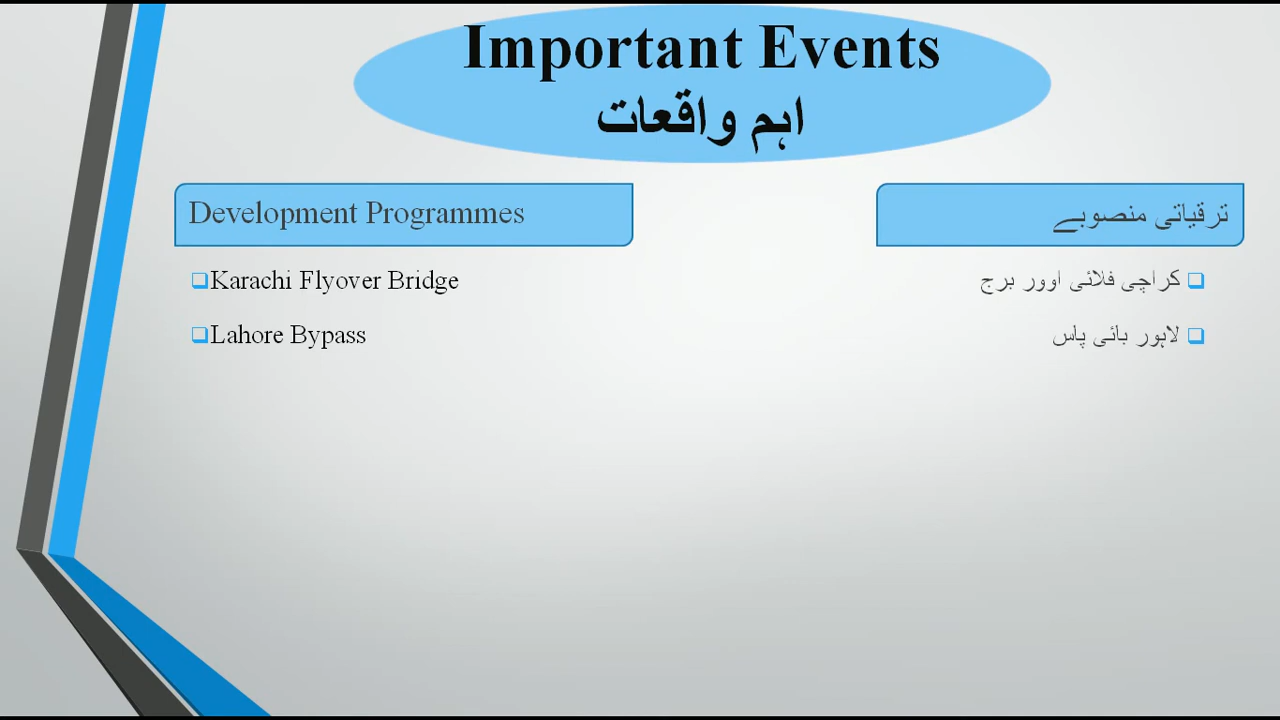 Important Events
اہم واقعات
Development Programmes
ترقیاتی منصوبے
Karachi Flyover Bridge
کراچی فلائی اوور برج
Lahore Bypass
لاہور بائی پاس